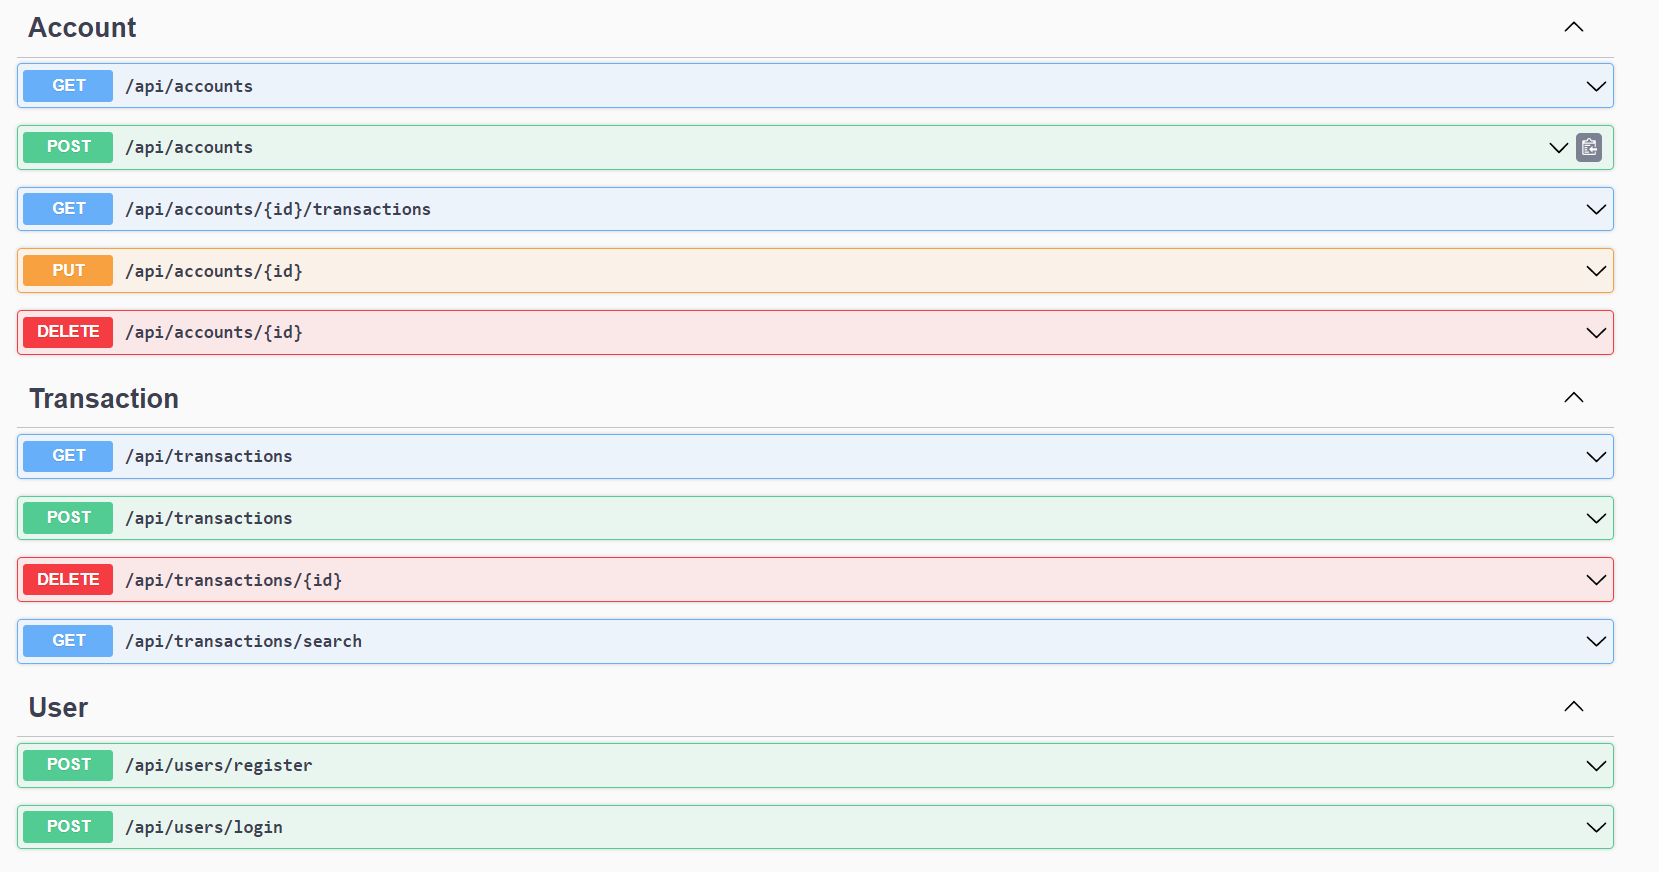 Account
GET /api/accounts
POST /api/accounts
GET /api/accounts/{id}/transactions
PUT /api/accounts/{id}
DELETE /api/accounts/{id}
Transaction
GET /api/transactions
POST /api/transactions
DELETE /api/transactions/{id}
GET /api/transactions/search
User
POST /api/users/register
POST /api/users/login